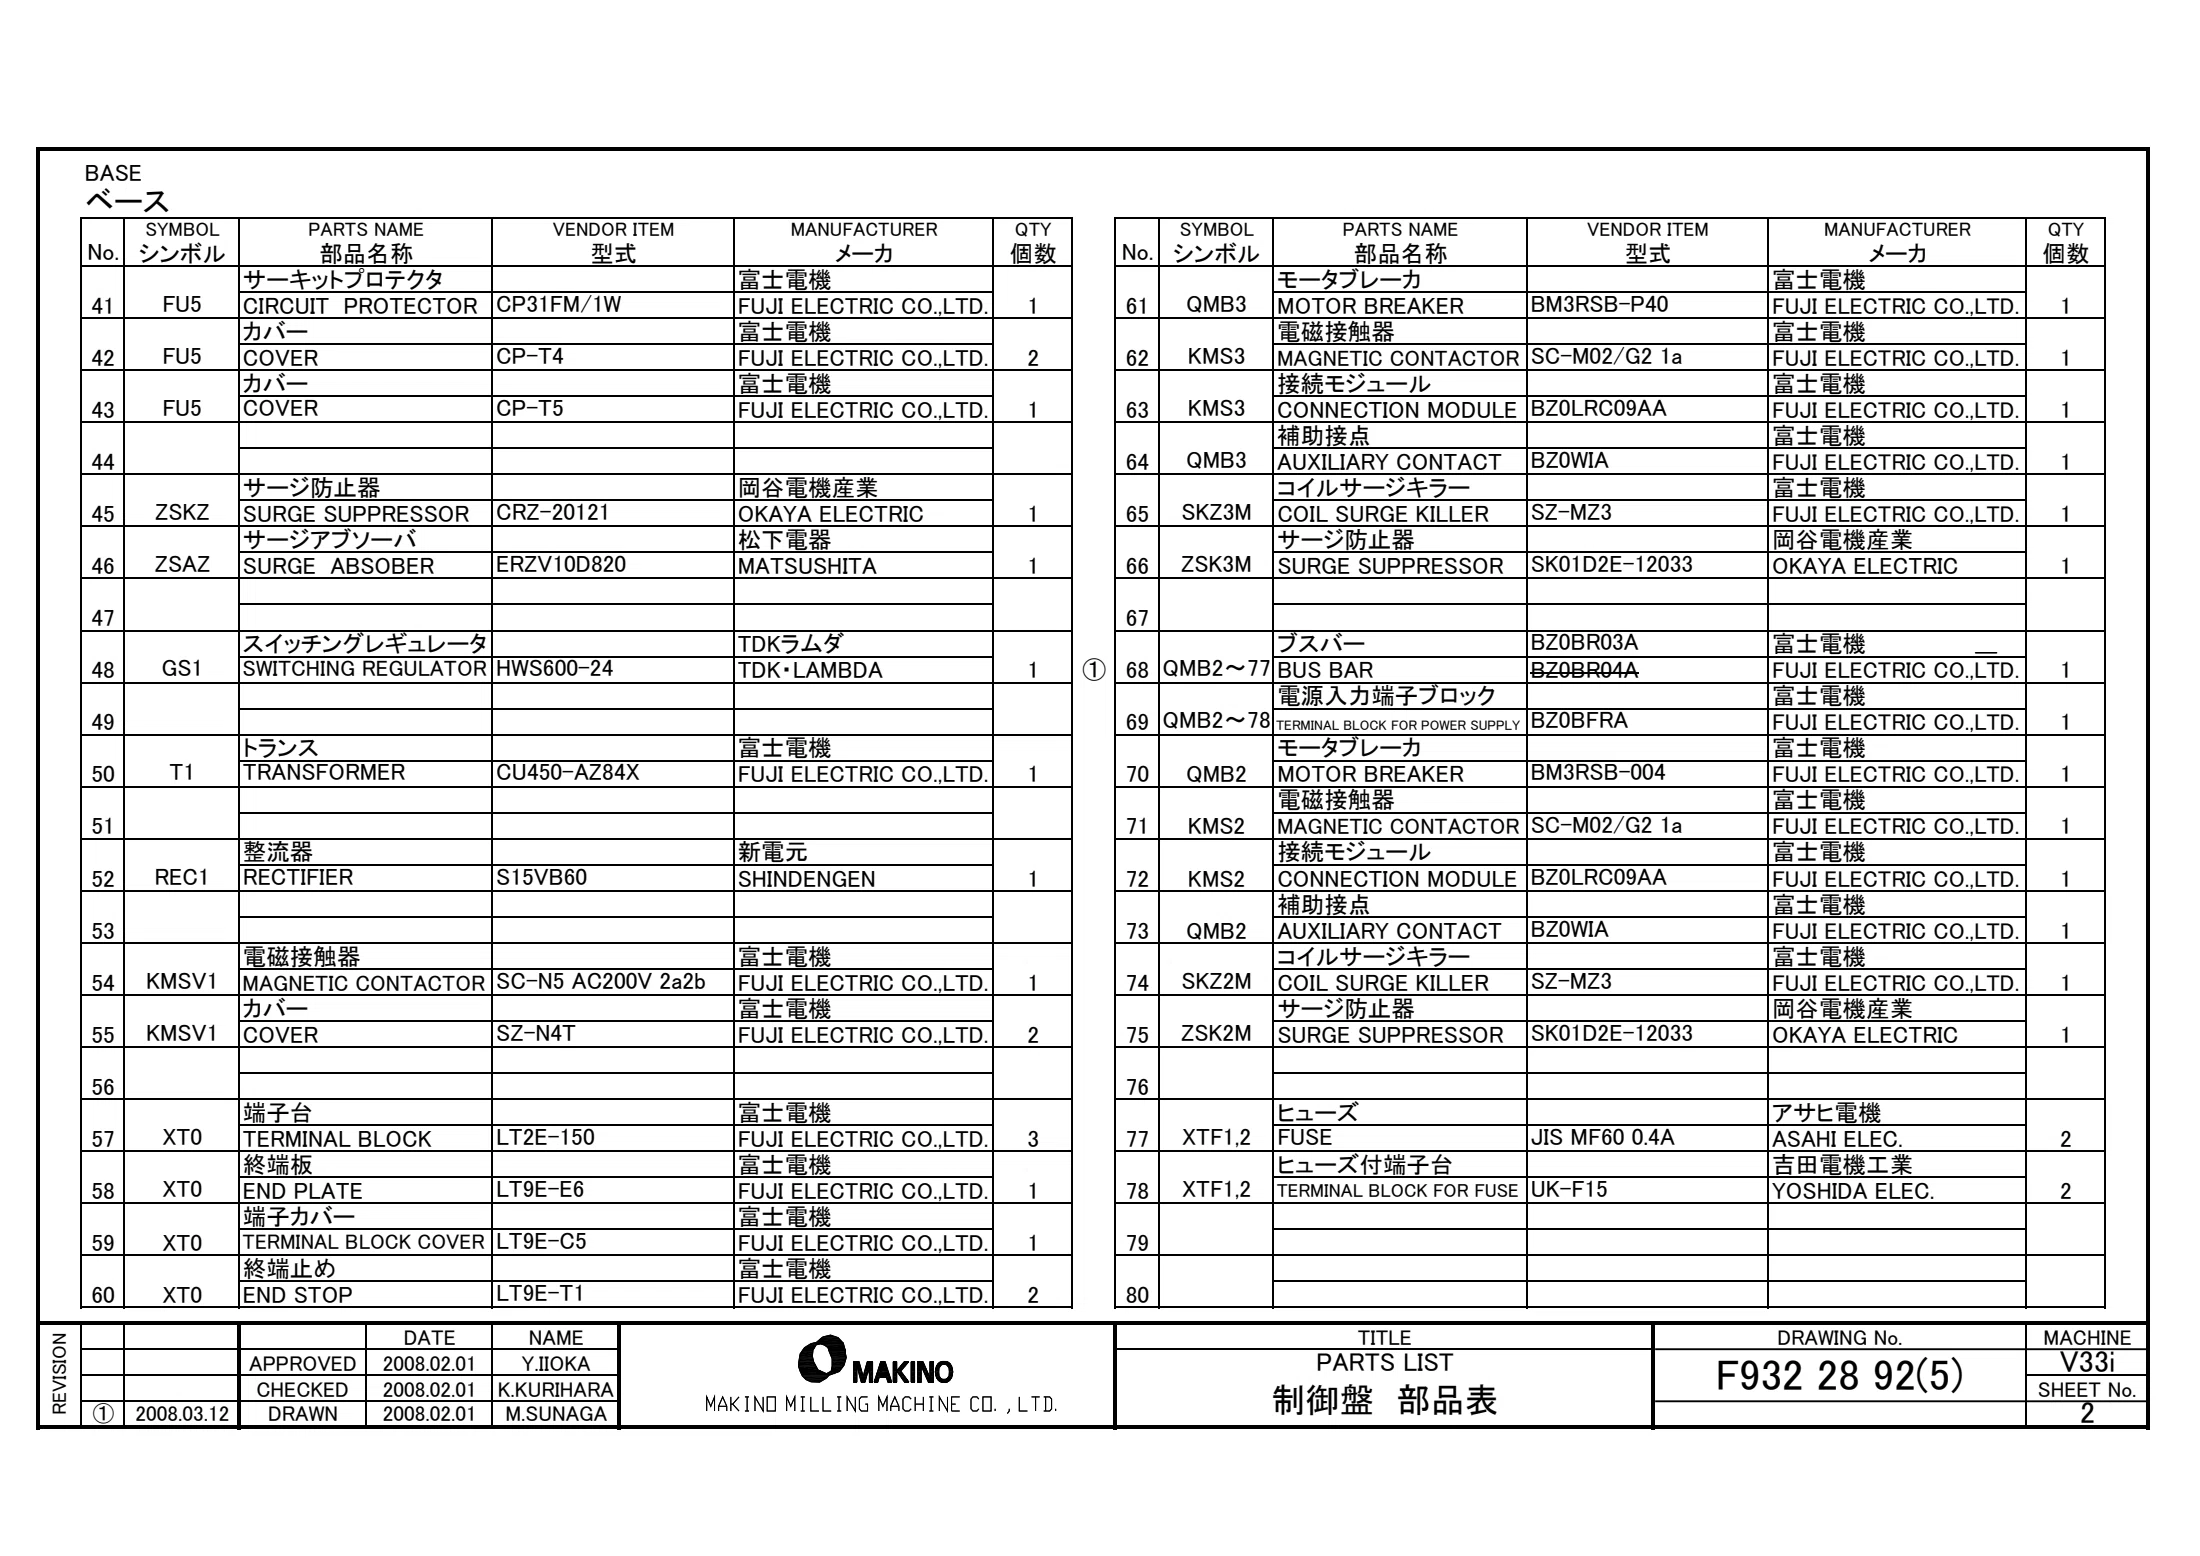 BASE
ベース
No. SYMBOL シンボル PARTS NAME 部品名称 VENDOR ITEM 型式 MANUFACTURER メーカ QTY 個数
サーキットプロテクタ 富士電機
41 FU5 CIRCUIT PROTECTOR CP31FM/1W FUJI ELECTRIC CO.,LTD. 1
カバー 富士電機
42 FU5 COVER CP-T4 FUJI ELECTRIC CO.,LTD. 2
カバー 富士電機
43 FU5 COVER CP-T5 FUJI ELECTRIC CO.,LTD. 1
44
サージ防止器 岡谷電機産業
45 ZSKZ SURGE SUPPRESSOR CRZ-20121 OKAYA ELECTRIC 1
サージアブソーバ 松下電器
46 ZSAZ SURGE ABSOBER ERZV10D820 MATSUSHITA 1
47
スイッチングレギュレータ TDKラムダ
48 GS1 SWITCHING REGULATOR HWS600-24 TDK・LAMBDA 1
49
トランス 富士電機
50 T1 TRANSFORMER CU450-AZ84X FUJI ELECTRIC CO.,LTD. 1
51
整流器 新電元
52 REC1 RECTIFIER S15VB60 SHINDENGEN 1
53
電磁接触器 富士電機
54 KMSV1 MAGNETIC CONTACTOR SC-N5 AC200V 2a2b FUJI ELECTRIC CO.,LTD. 1
カバー 富士電機
55 KMSV1 COVER SZ-N4T FUJI ELECTRIC CO.,LTD. 2
56
端子台 富士電機
57 XT0 TERMINAL BLOCK LT2E-150 FUJI ELECTRIC CO.,LTD. 3
終端板 富士電機
58 XT0 END PLATE LT9E-E6 FUJI ELECTRIC CO.,LTD. 1
端子カバー 富士電機
59 XT0 TERMINAL BLOCK COVER LT9E-C5 FUJI ELECTRIC CO.,LTD. 1
終端止め 富士電機
60 XT0 END STOP LT9E-T1 FUJI ELECTRIC CO.,LTD. 2
No. SYMBOL シンボル PARTS NAME 部品名称 VENDOR ITEM 型式 MANUFACTURER メーカ QTY 個数
モータブレーカ 富士電機
61 QMB3 MOTOR BREAKER BM3RSB-P40 FUJI ELECTRIC CO.,LTD. 1
電磁接触器 富士電機
62 KMS3 MAGNETIC CONTACTOR SC-M02/G2 1a FUJI ELECTRIC CO.,LTD. 1
接続モジュール 富士電機
63 KMS3 CONNECTION MODULE BZ0LRC09AA FUJI ELECTRIC CO.,LTD. 1
補助接点 富士電機
64 QMB3 AUXILIARY CONTACT BZ0WIA FUJI ELECTRIC CO.,LTD. 1
コイルサージキラー 富士電機
65 SKZ3M COIL SURGE KILLER SZ-MZ3 FUJI ELECTRIC CO.,LTD. 1
サージ防止器 岡谷電機産業
66 ZSK3M SURGE SUPPRESSOR SK01D2E-12033 OKAYA ELECTRIC 1
67
ブスバー BZ0BR03A 富士電機 __
① 68 QMB2～77 BUS BAR BZ0BR04A FUJI ELECTRIC CO.,LTD. 1
電源入力端子ブロック 富士電機
69 QMB2～78 TERMINAL BLOCK FOR POWER SUPPLY BZ0BFRA FUJI ELECTRIC CO.,LTD. 1
モータブレーカ 富士電機
70 QMB2 MOTOR BREAKER BM3RSB-004 FUJI ELECTRIC CO.,LTD. 1
電磁接触器 富士電機
71 KMS2 MAGNETIC CONTACTOR SC-M02/G2 1a FUJI ELECTRIC CO.,LTD. 1
接続モジュール 富士電機
72 KMS2 CONNECTION MODULE BZ0LRC09AA FUJI ELECTRIC CO.,LTD. 1
補助接点 富士電機
73 QMB2 AUXILIARY CONTACT BZ0WIA FUJI ELECTRIC CO.,LTD. 1
コイルサージキラー 富士電機
74 SKZ2M COIL SURGE KILLER SZ-MZ3 FUJI ELECTRIC CO.,LTD. 1
サージ防止器 岡谷電機産業
75 ZSK2M SURGE SUPPRESSOR SK01D2E-12033 OKAYA ELECTRIC 1
76
ヒューズ アサヒ電機
77 XTF1,2 FUSE JIS MF60 0.4A ASAHI ELEC. 2
ヒューズ付端子台 吉田電機工業
78 XTF1,2 TERMINAL BLOCK FOR FUSE UK-F15 YOSHIDA ELEC. 2
79
80
REVISION
① 2008.03.12
DATE NAME
APPROVED 2008.02.01 Y.IIOKA
CHECKED 2008.02.01 K.KURIHARA
DRAWN 2008.02.01 M.SUNAGA
MAKINO
MAKINO MILLING MACHINE CO. , LTD.
TITLE
PARTS LIST
制御盤 部品表
DRAWING No.
F932 28 92(5)
MACHINE
V33i
SHEET No.
2